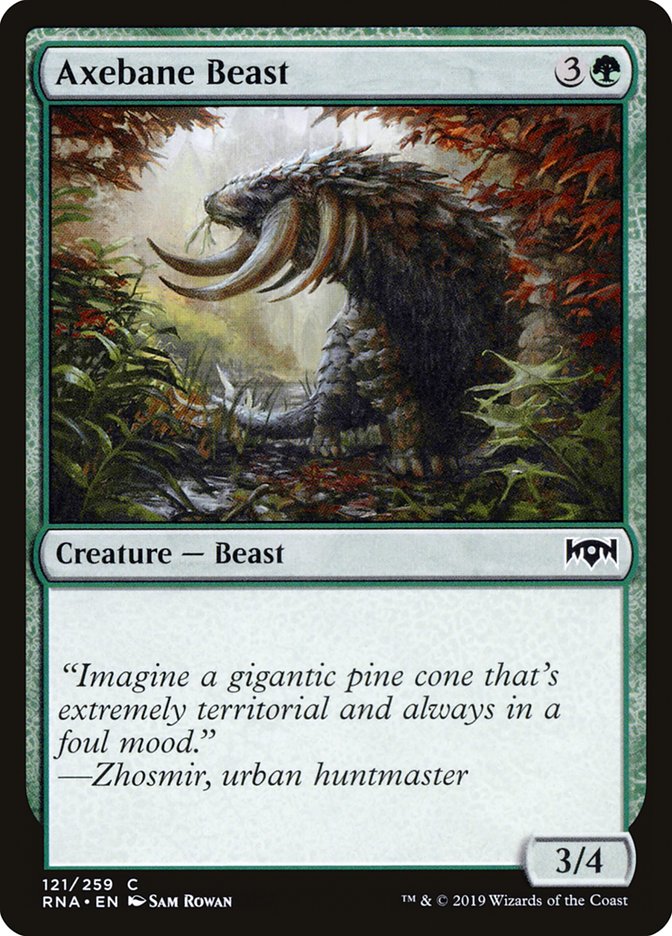 Axebane Beast 3
Creature — Beast
“Imagine a gigantic pine cone that’s
extremely territorial and always in a
foul mood.”
—Zhosmir, urban huntmaster
3/4
121/259 C
RNA • EN Sam Rowan
™ & © 2019 Wizards of the Coast